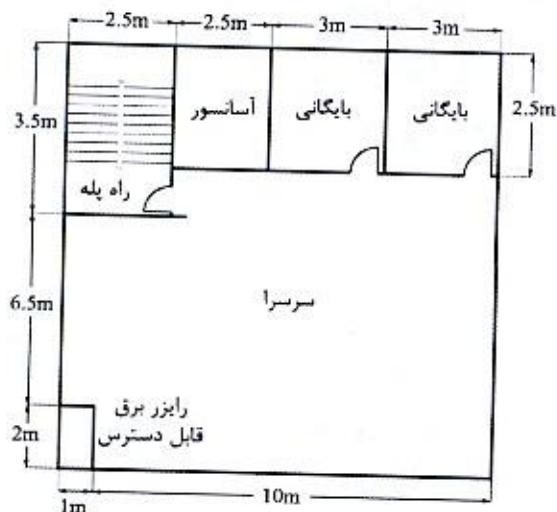 2.5m
2.5m
3m
3m
3.5m
آسانسور
بایگانی
بایگانی
2.5m
راه پله
6.5m
سرسرا
رایزر برق
قابل دسترس
2m
1m
10m